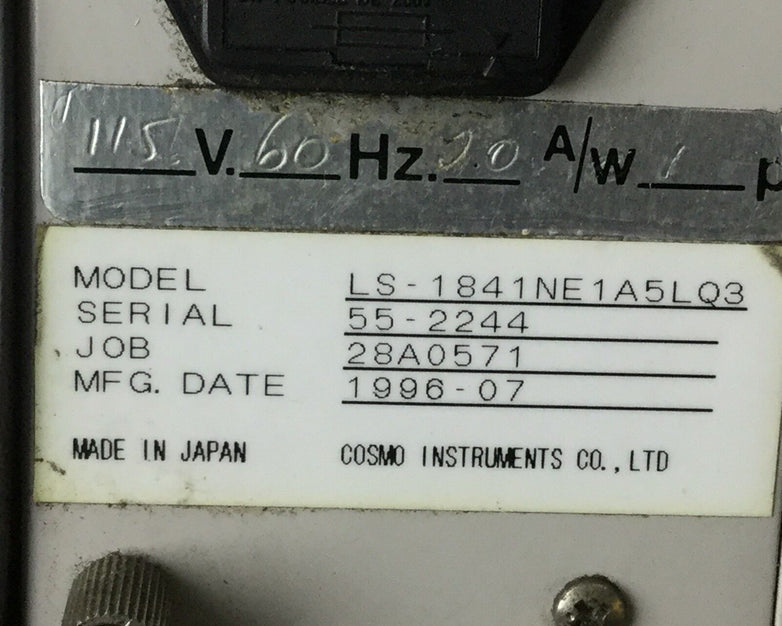 115 V. 60 Hz. 2.0 A/W. 1
MODEL LS-1841NE1A5LQ3
SERIAL 55-2244
JOB 28A0571
MFG. DATE 1996-07
MADE IN JAPAN COSMO INSTRUMENTS CO.,LTD